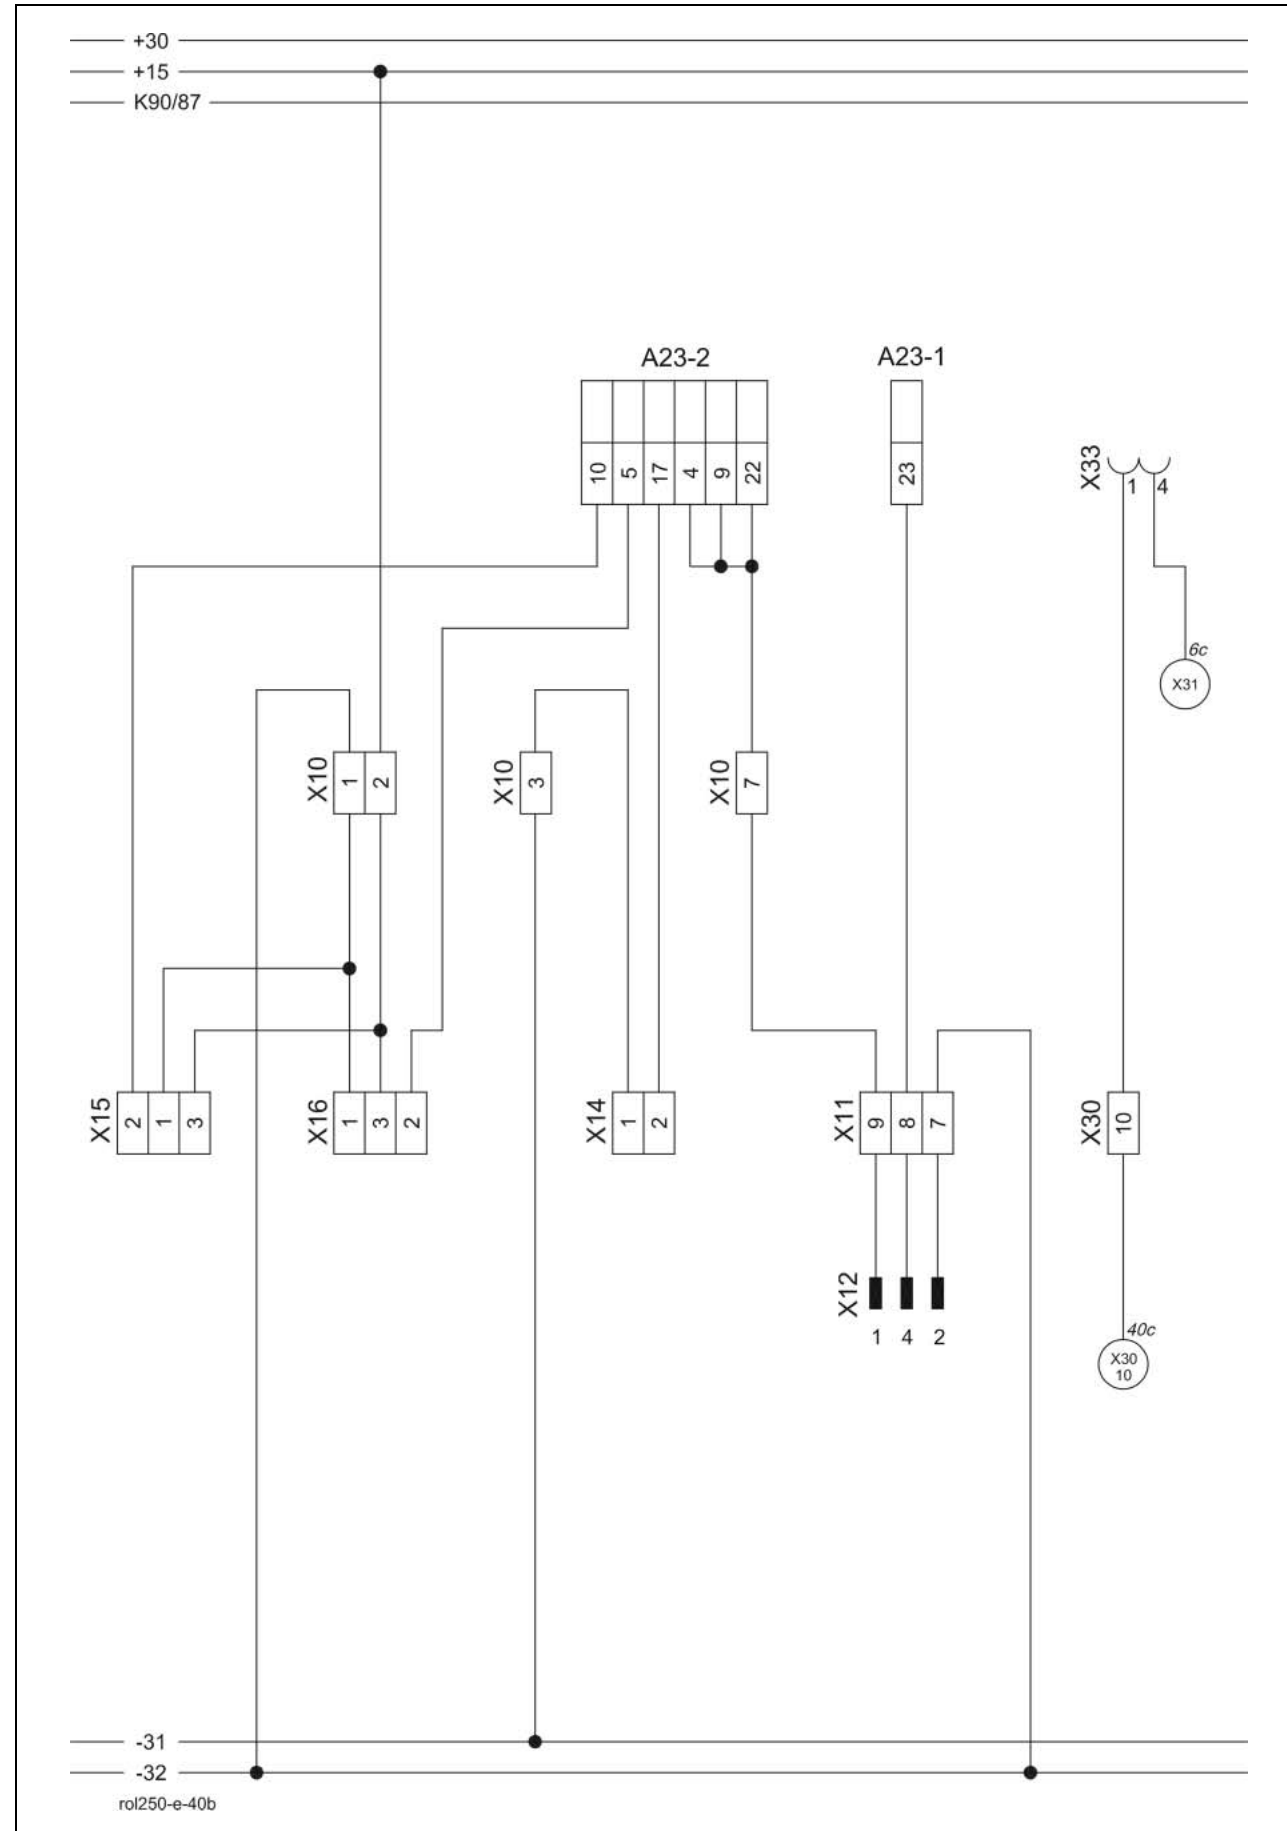 +30
+15
K90/87
A23-2
A23-1
10 5 17 4 9 22
23
X33
1 4
6c
X31
X10
1 2
X10
3
X10
7
X15
2 1 3
X16
1 3 2
X14
1 2
X11
9 8 7
X30
10
X12
1 4 2
40c
X30
10
-31
-32
rol250-e-40b